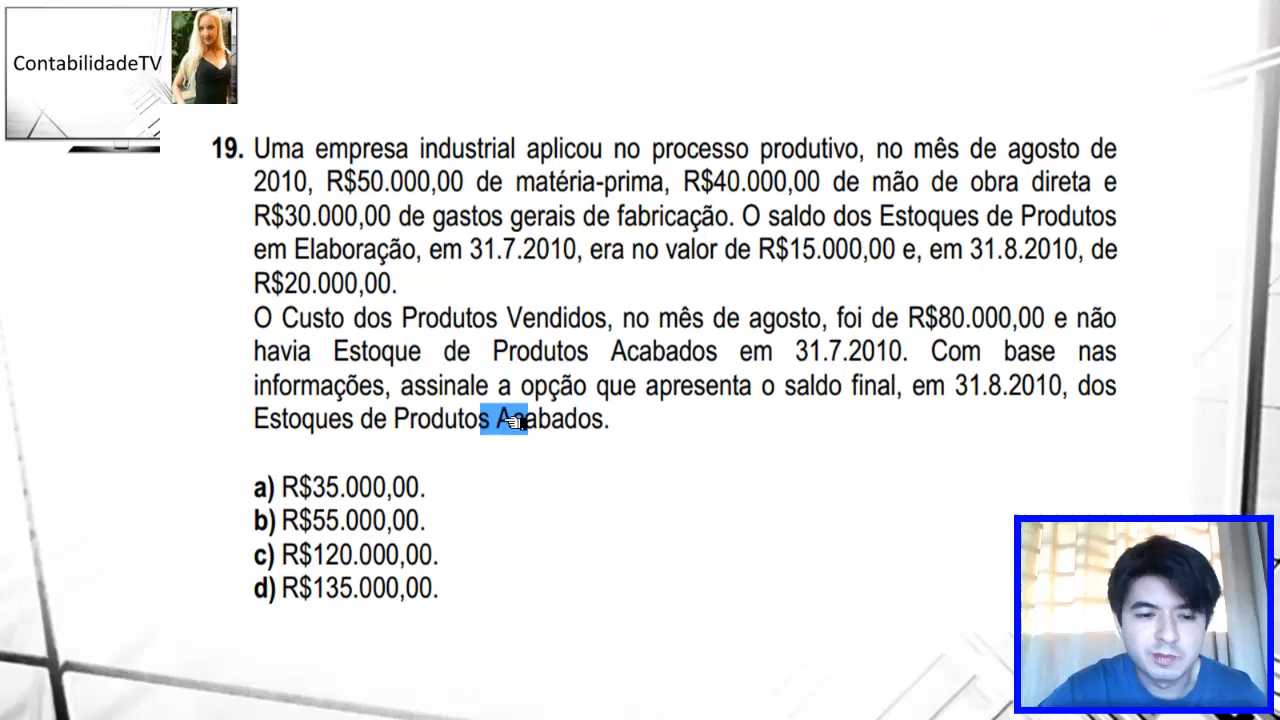 ContabilidadeTV
19. Uma empresa industrial aplicou no processo produtivo, no mês de agosto de
2010, R$50.000,00 de matéria-prima, R$40.000,00 de mão de obra direta e
R$30.000,00 de gastos gerais de fabricação. O saldo dos Estoques de Produtos
em Elaboração, em 31.7.2010, era no valor de R$15.000,00 e, em 31.8.2010, de
R$20.000,00.
O Custo dos Produtos Vendidos, no mês de agosto, foi de R$80.000,00 e não
havia Estoque de Produtos Acabados em 31.7.2010. Com base nas
informações, assinale a opção que apresenta o saldo final, em 31.8.2010, dos
Estoques de Produtos Acabados.
a) R$35.000,00.
b) R$55.000,00.
c) R$120.000,00.
d) R$135.000,00.